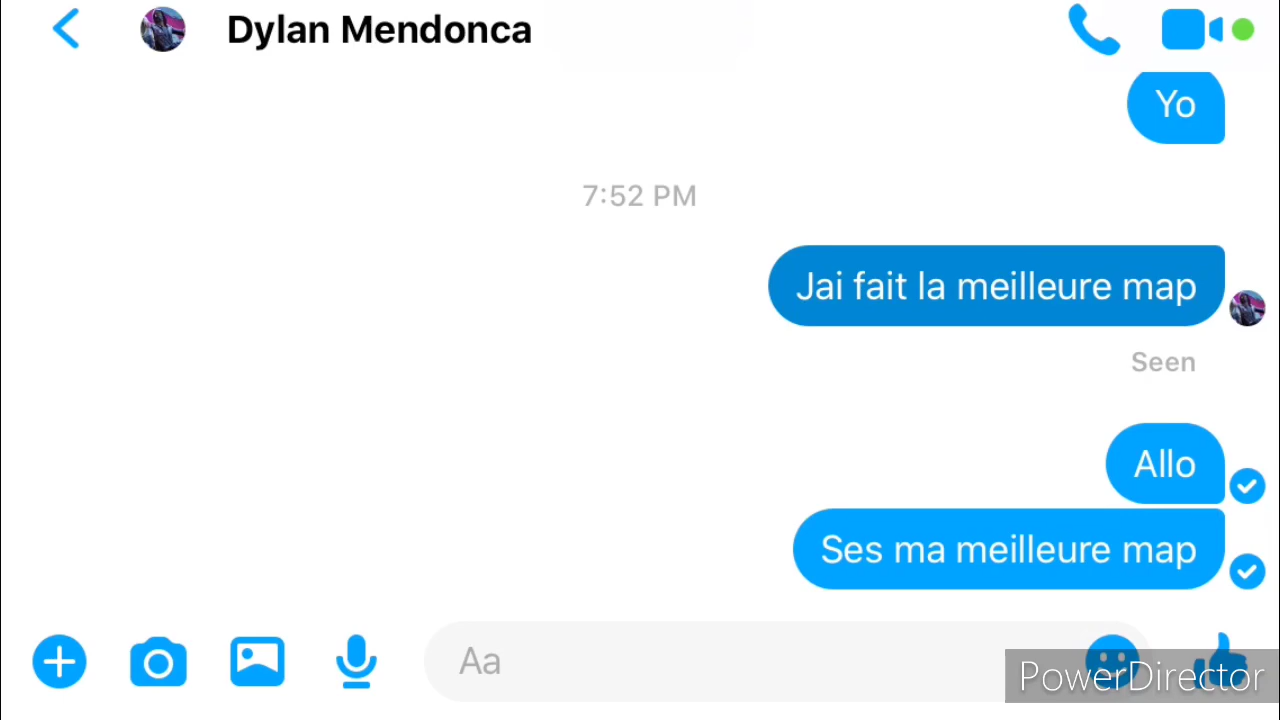 Dylan Mendonca
Yo
7:52 PM
Jai fait la meilleure map
Seen
Allo
Ses ma meilleure map
Aa
PowerDirector